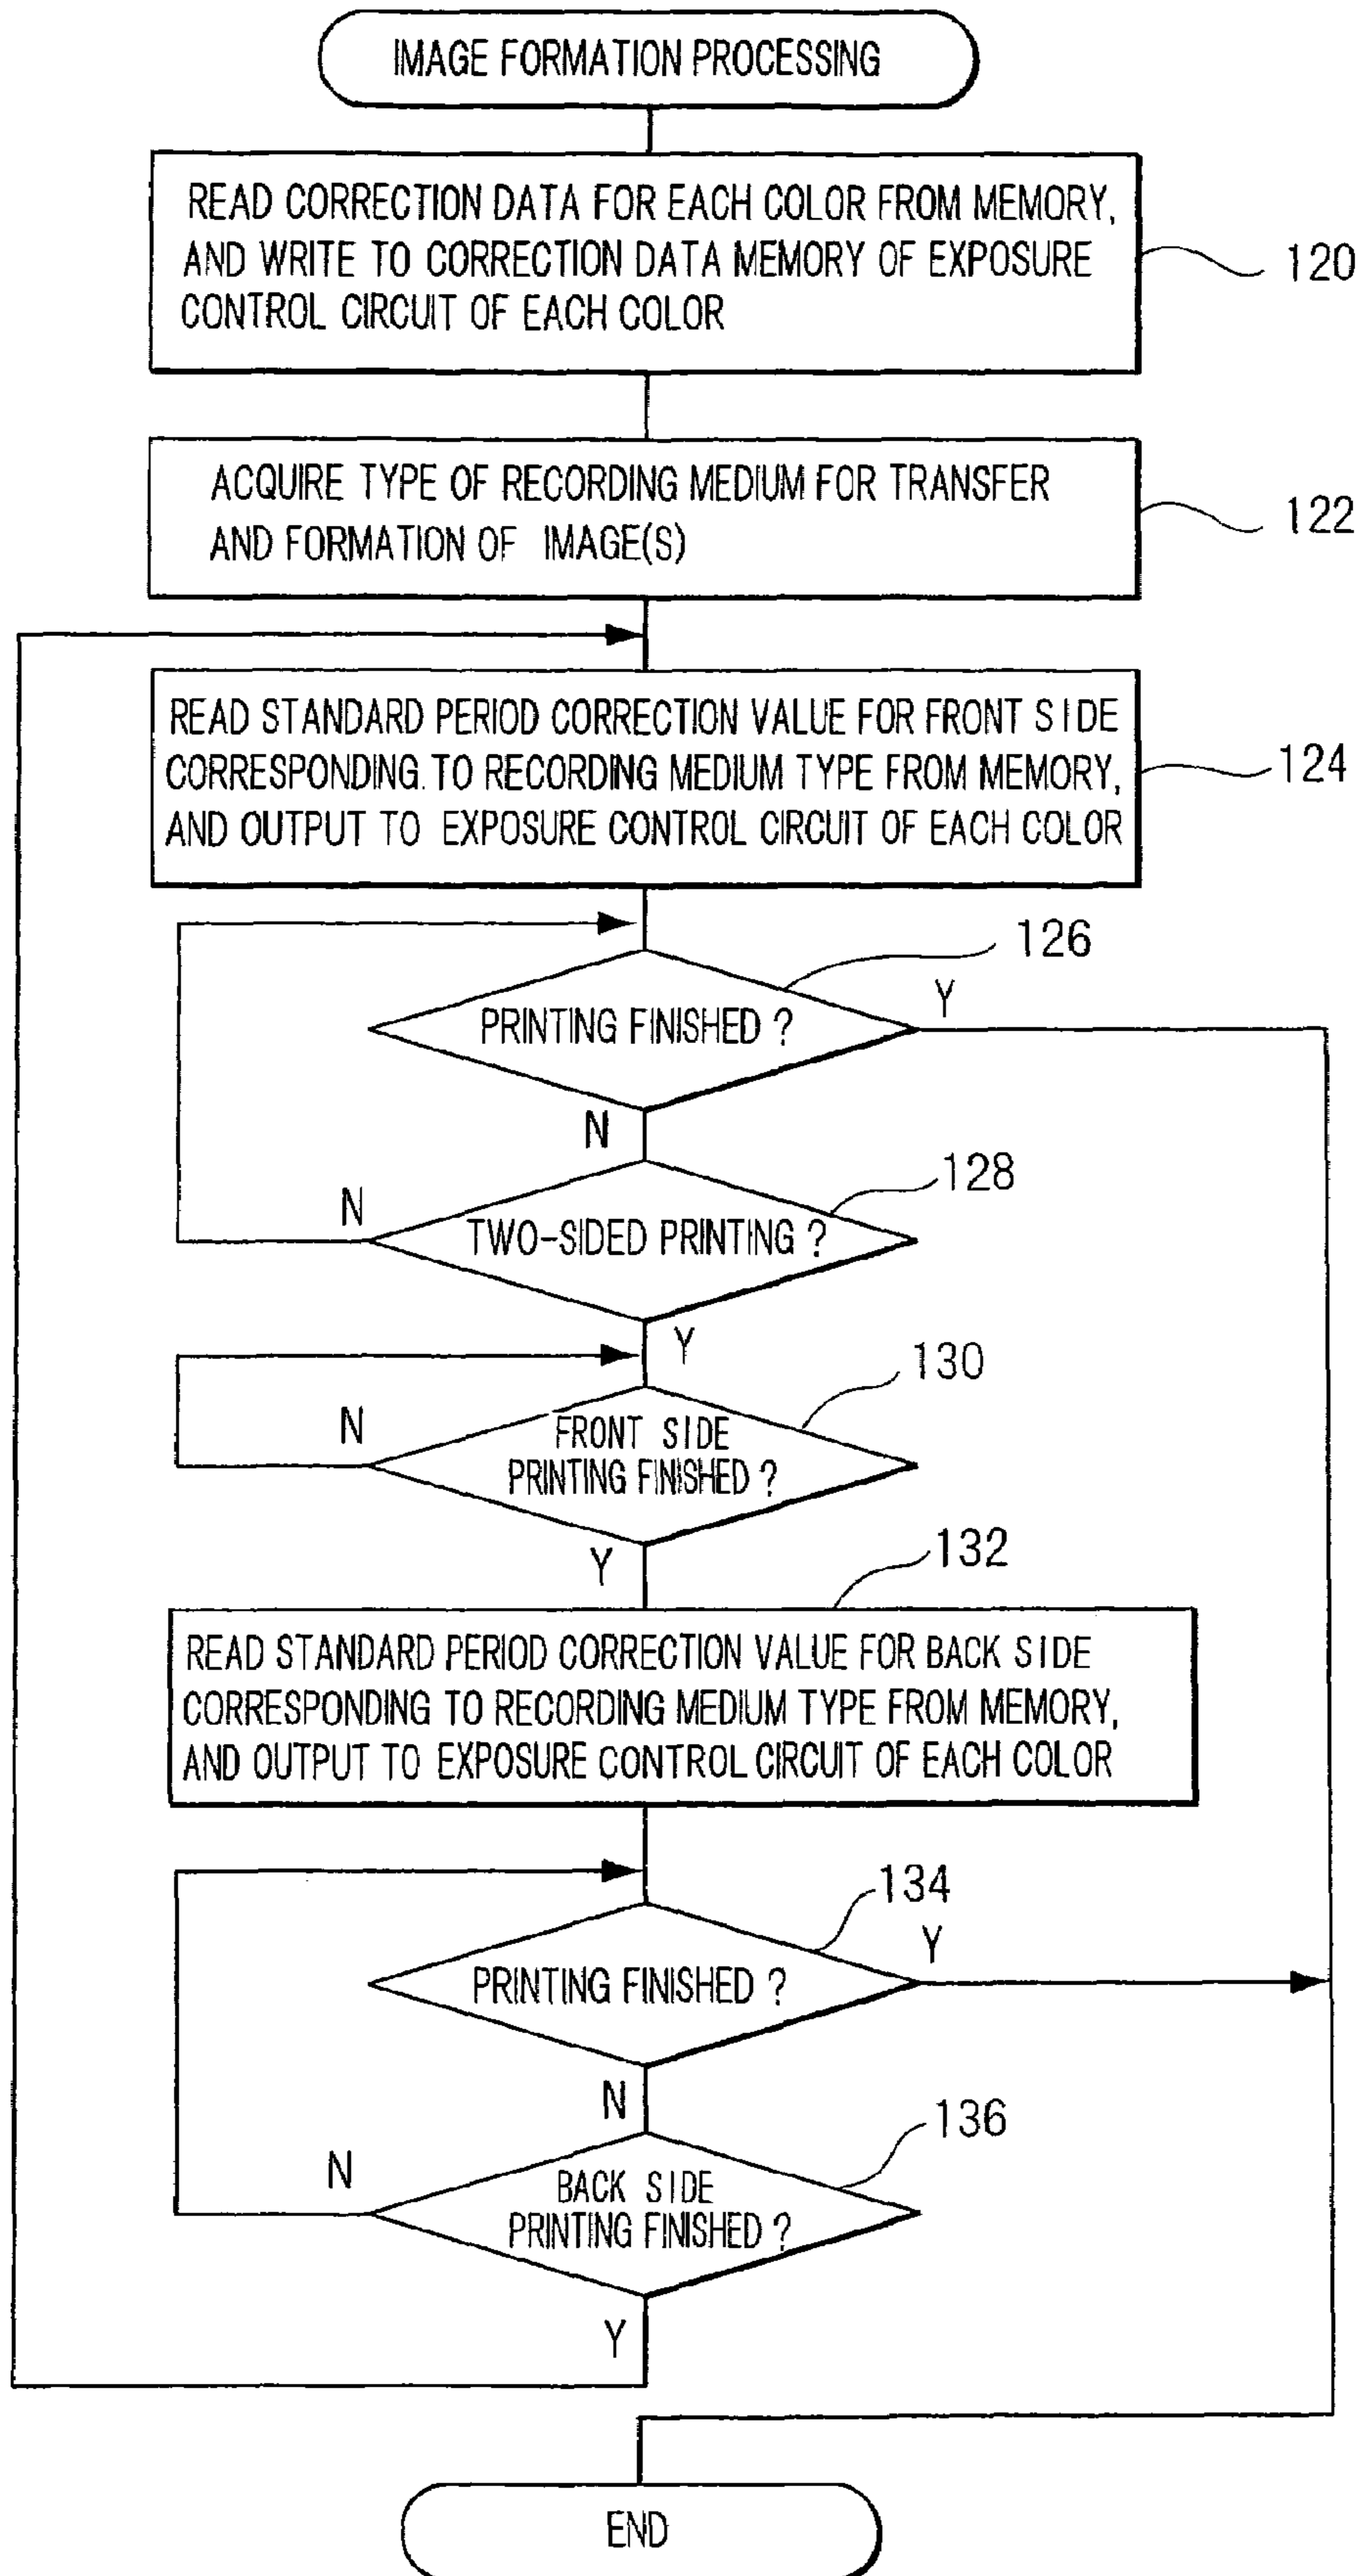 IMAGE FORMATION PROCESSING
READ CORRECTION DATA FOR EACH COLOR FROM MEMORY,
AND WRITE TO CORRECTION DATA MEMORY OF EXPOSURE
CONTROL CIRCUIT OF EACH COLOR
120
ACQUIRE TYPE OF RECORDING MEDIUM FOR TRANSFER
AND FORMATION OF IMAGE(S)
122
READ STANDARD PERIOD CORRECTION VALUE FOR FRONT SIDE
CORRESPONDING TO RECORDING MEDIUM TYPE FROM MEMORY,
AND OUTPUT TO EXPOSURE CONTROL CIRCUIT OF EACH COLOR
124
126
Y
PRINTING FINISHED ?
N
128
N
TWO-SIDED PRINTING ?
Y
130
N
FRONT SIDE
PRINTING FINISHED ?
Y
132
READ STANDARD PERIOD CORRECTION VALUE FOR BACK SIDE
CORRESPONDING TO RECORDING MEDIUM TYPE FROM MEMORY,
AND OUTPUT TO EXPOSURE CONTROL CIRCUIT OF EACH COLOR
134
Y
PRINTING FINISHED ?
N
136
N
BACK SIDE
PRINTING FINISHED ?
Y
END